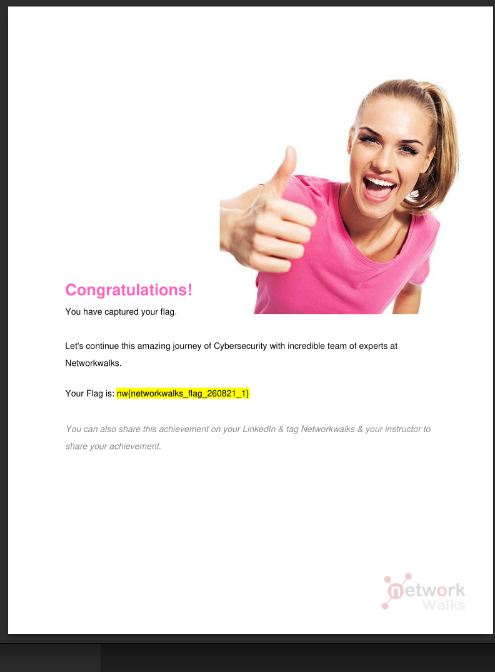 Congratulations!
You have captured your flag.
Let's continue this amazing journey of Cybersecurity with incredible team of experts at
Networkwalks.
Your Flag is: nw{networkwalks_flag_260821_1}
You can also share this achievement on your LinkedIn & tag Networkwalks & your instructor to
share your achievement.
network
Walks